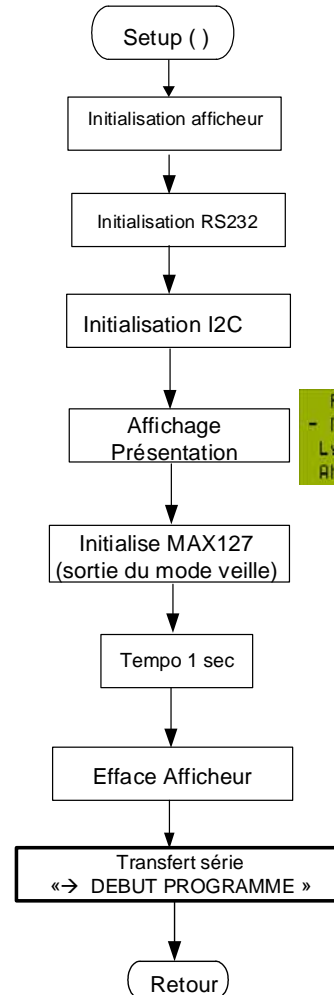 Setup ( )
Initialisation afficheur
Initialisation RS232
Initialisation I2C
Affichage
Présentation
Initialise MAX127
(sortie du mode veille)
Tempo 1 sec
Efface Afficheur
Transfert série
«→ DEBUT PROGRAMME »
Retour